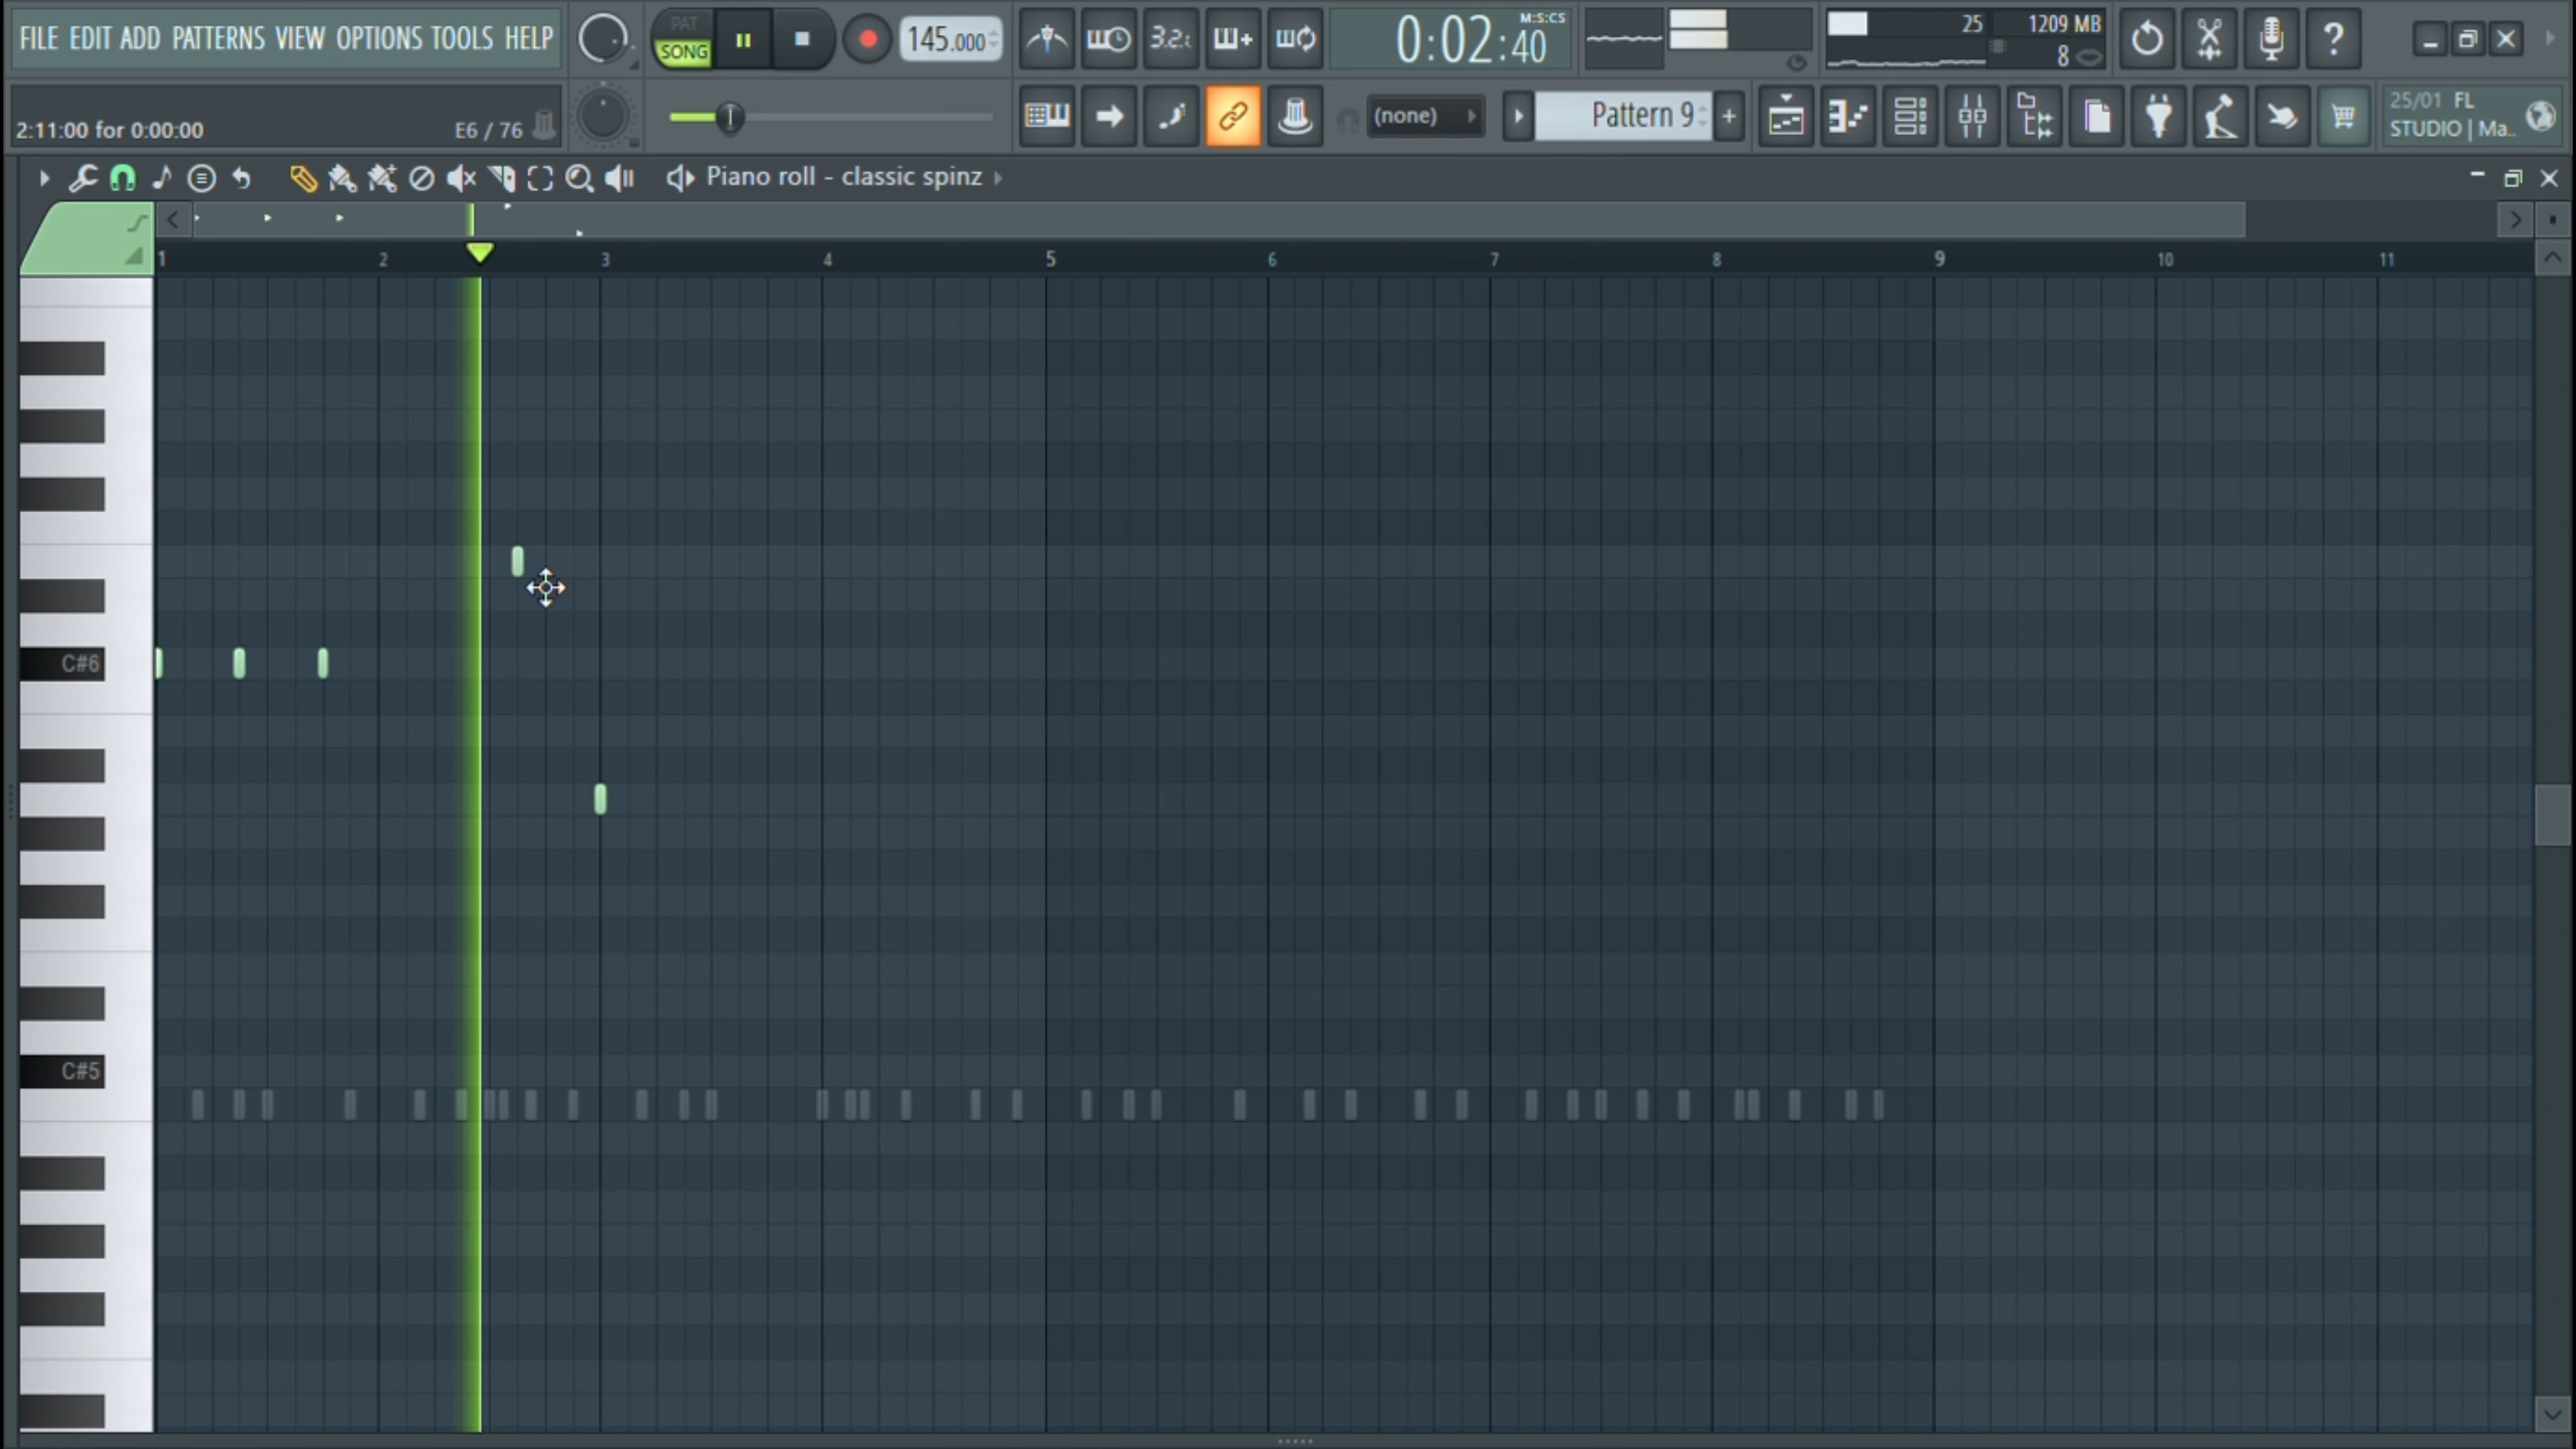 FILE EDIT ADD PATTERNS VIEW OPTIONS TOOLS HELP
PAT
SONG
145.000
3.2.
M:S:CS
0:02:40
25
1209 MB
8
?
2:11:00 for 0:00:00
E6 / 76
(none)
Pattern 9
+
25/01 FL
STUDIO | Ma..
Piano roll - classic spinz
1 2 3 4 5 6 7 8 9 10 11
C#6
C#5